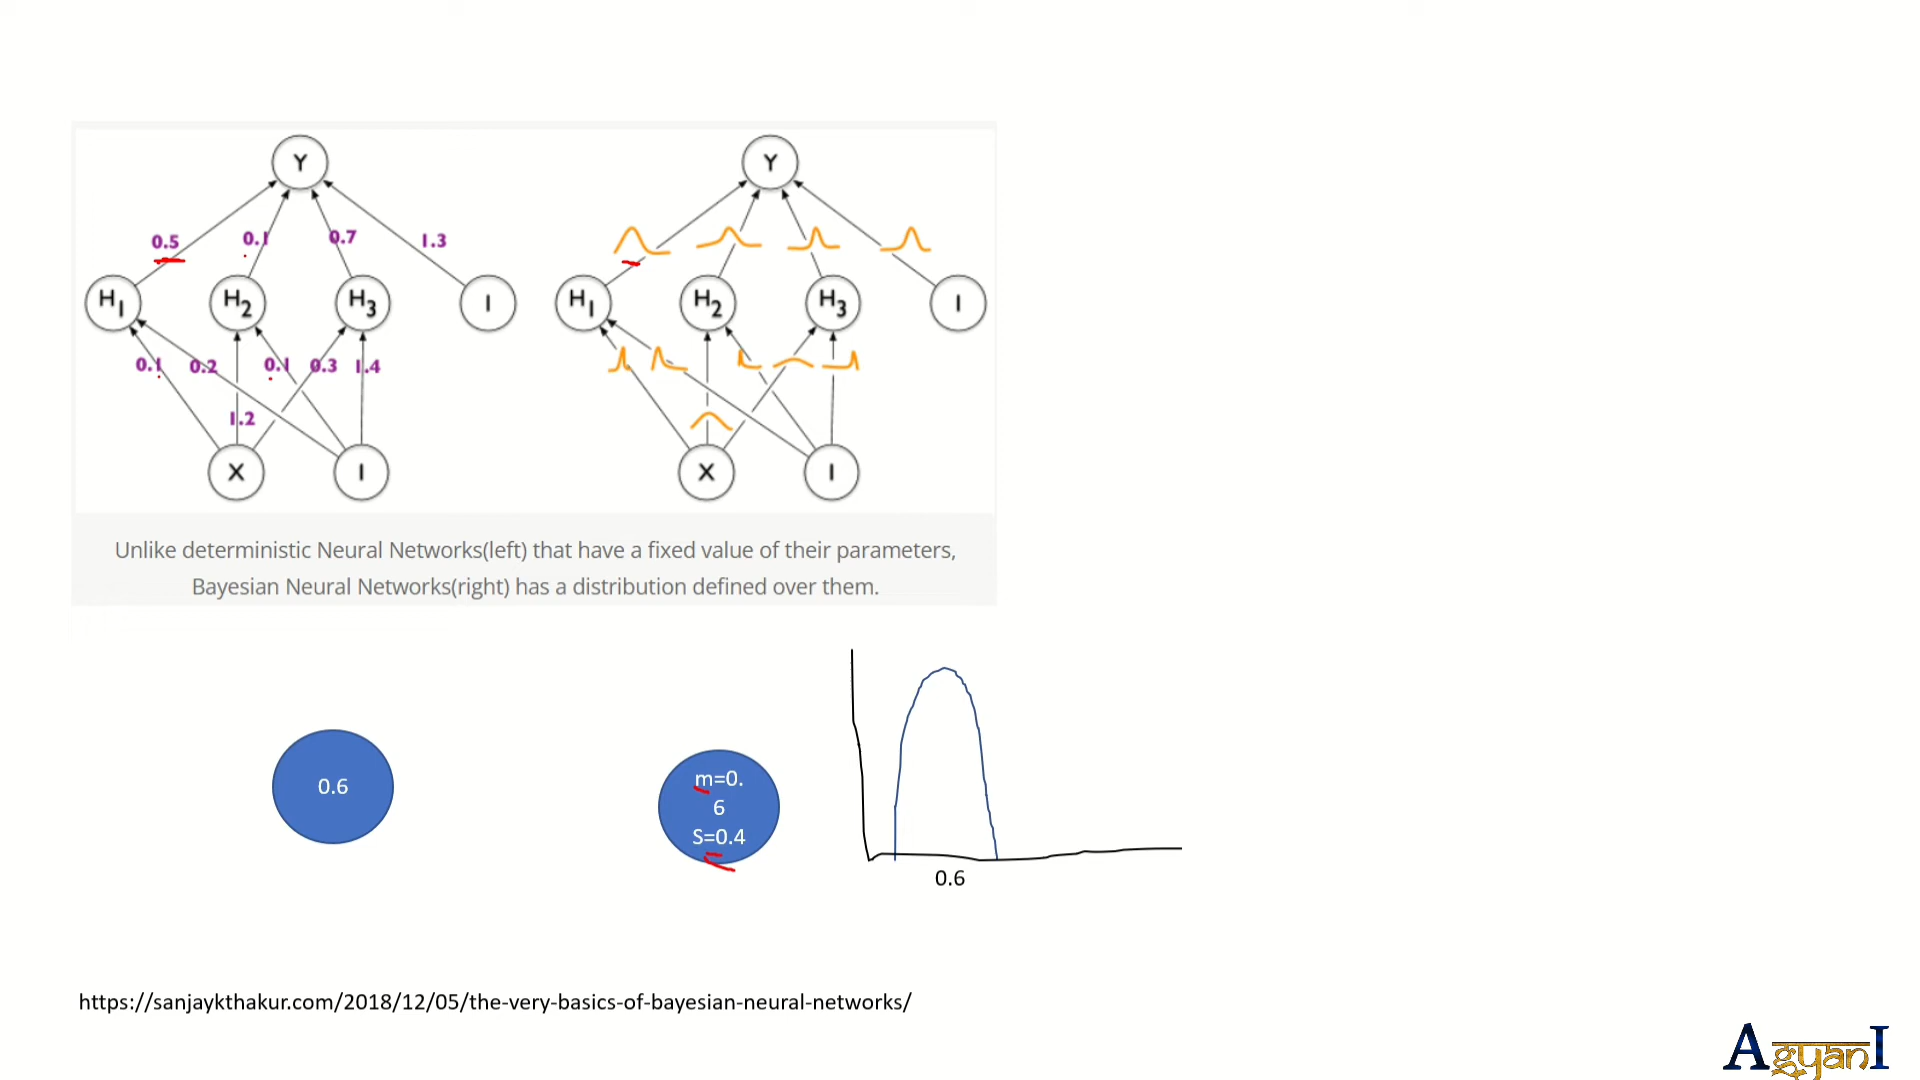 Y
Y
0.5
0.1
0.7
1.3
H1
H2
H3
1
H1
H2
H3
1
0.1
0.2
0.1
0.3
1.4
1.2
X
1
X
1
Unlike deterministic Neural Networks(left) that have a fixed value of their parameters,
Bayesian Neural Networks(right) has a distribution defined over them.
0.6
m=0.
6
S=0.4
0.6
https://sanjaykthakur.com/2018/12/05/the-very-basics-of-bayesian-neural-networks/
AgyanI